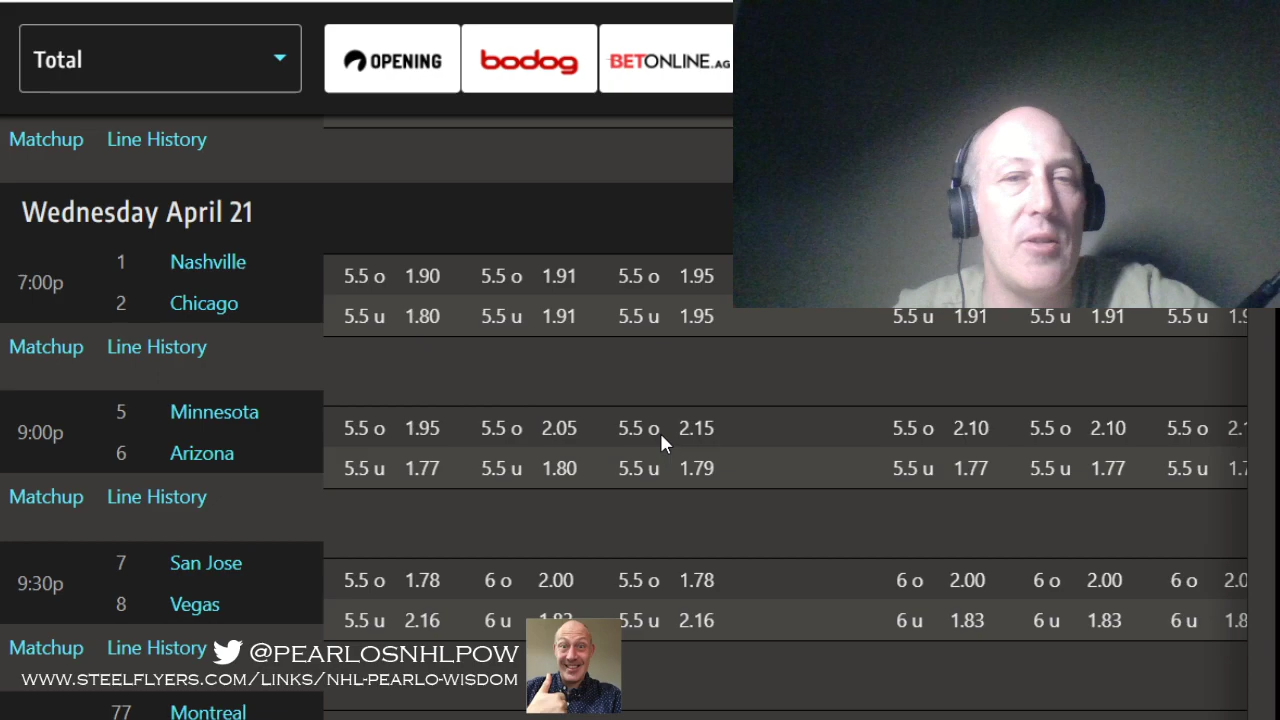 Total
OPENING
bodog
BETONLINE.AG
Matchup Line History
Wednesday April 21
7:00p
1 Nashville 5.5 o 1.90 5.5 o 1.91 5.5 o 1.95
2 Chicago 5.5 u 1.80 5.5 u 1.91 5.5 u 1.95 5.5 u 1.91 5.5 u 1.91 5.5 u
Matchup Line History
9:00p
5 Minnesota 5.5 o 1.95 5.5 o 2.05 5.5 o 2.15 5.5 o 2.10 5.5 o 2.10 5.5 o
6 Arizona 5.5 u 1.77 5.5 u 1.80 5.5 u 1.79 5.5 u 1.77 5.5 u 1.77 5.5 u
Matchup Line History
9:30p
7 San Jose 5.5 o 1.78 6 o 2.00 5.5 o 1.78 6 o 2.00 6 o 2.00 6 o
8 Vegas 5.5 u 2.16 6 u 5.5 u 2.16 6 u 1.83 6 u 1.83 6 u
Matchup Line History
@PEARLOSNHLPOW
WWW.STEELFLYERS.COM/LINKS/NHL-PEARLO-WISDOM
77 Montreal